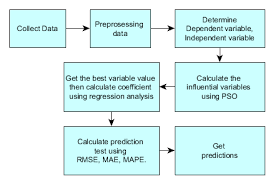 Collect Data
Preprosessing
data
Determine
Dependent variable,
Independent variable
Get the best variable value
then calculate coefficient
using regression analysis
Calculate the
influential variables
using PSO
Calculate prediction
test using
RMSE, MAE, MAPE.
Get
predictions